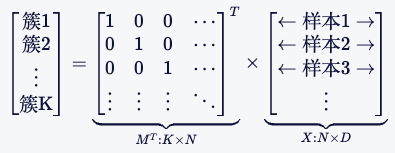 [簇1 簇2 ⋮ 簇K] = [1 0 0 ⋯ 0 1 0 ⋯ 0 0 1 ⋯ ⋮ ⋮ ⋮ ⋱]^T × [← 样本1 → ← 样本2 → ← 样本3 → ⋮]
M^T:K×N X:N×D